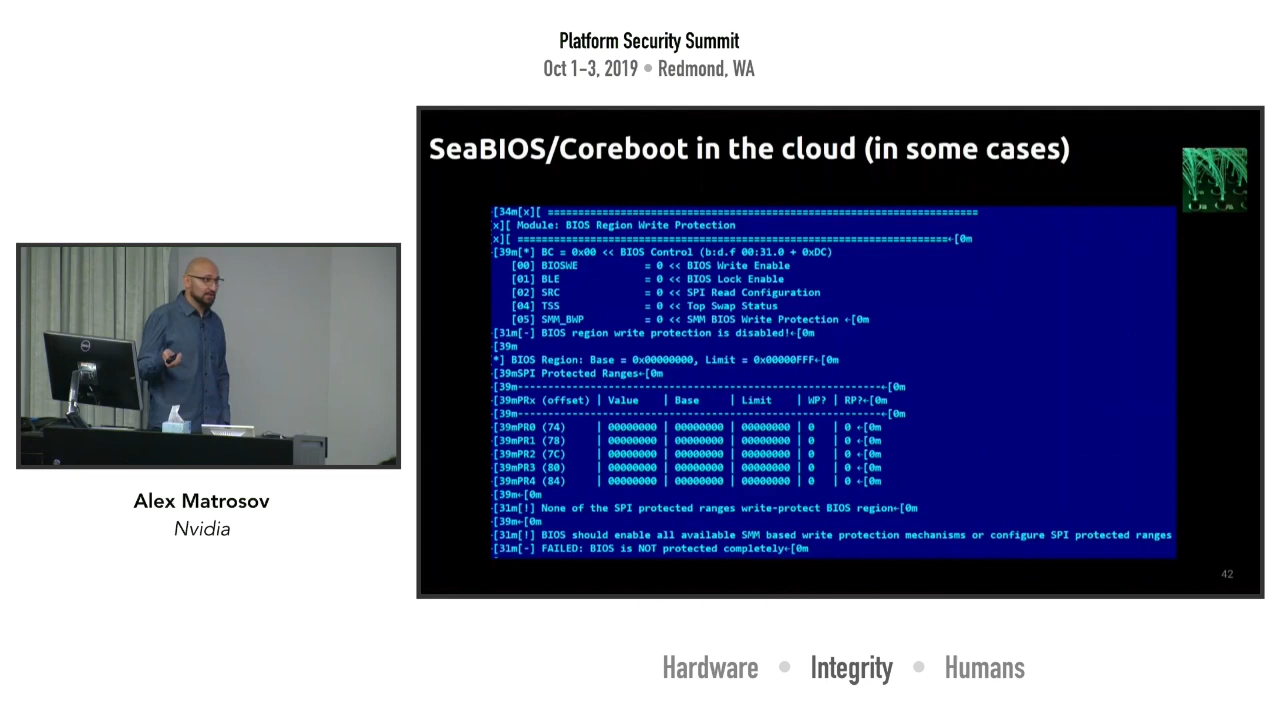 Platform Security Summit
Oct 1-3, 2019 • Redmond, WA
SeaBIOS/Coreboot in the cloud (in some cases)
[34m[x][ =======================================================================
x][ Module: BIOS Region Write Protection
x][ =======================================================================←[0m
[39m[*] BC = 0x00 << BIOS Control (b:d.f 00:31.0 + 0xDC)
[00] BIOSWE = 0 << BIOS Write Enable
[01] BLE = 0 << BIOS Lock Enable
[02] SRC = 0 << SPI Read Configuration
[04] TSS = 0 << Top Swap Status
[05] SMM_BWP = 0 << SMM BIOS Write Protection ←[0m
[31m[-] BIOS region write protection is disabled!←[0m
[39m
*] BIOS Region: Base = 0x00000000, Limit = 0x00000FFF←[0m
[39mSPI Protected Ranges←[0m
[39m------------------------------------------------------------←[0m
[39mPRx (offset) | Value | Base | Limit | WP? | RP?←[0m
[39m------------------------------------------------------------←[0m
[39mPR0 (74) | 00000000 | 00000000 | 00000000 | 0 | 0 ←[0m
[39mPR1 (78) | 00000000 | 00000000 | 00000000 | 0 | 0 ←[0m
[39mPR2 (7C) | 00000000 | 00000000 | 00000000 | 0 | 0 ←[0m
[39mPR3 (80) | 00000000 | 00000000 | 00000000 | 0 | 0 ←[0m
[39mPR4 (84) | 00000000 | 00000000 | 00000000 | 0 | 0 ←[0m
[39m←[0m
[31m[!] None of the SPI protected ranges write-protect BIOS region←[0m
[39m←[0m
[31m[!] BIOS should enable all available SMM based write protection mechanisms or configure SPI protected ranges
[31m[-] FAILED: BIOS is NOT protected completely←[0m
42
DELL
Alex Matrosov
Nvidia
Hardware • Integrity • Humans